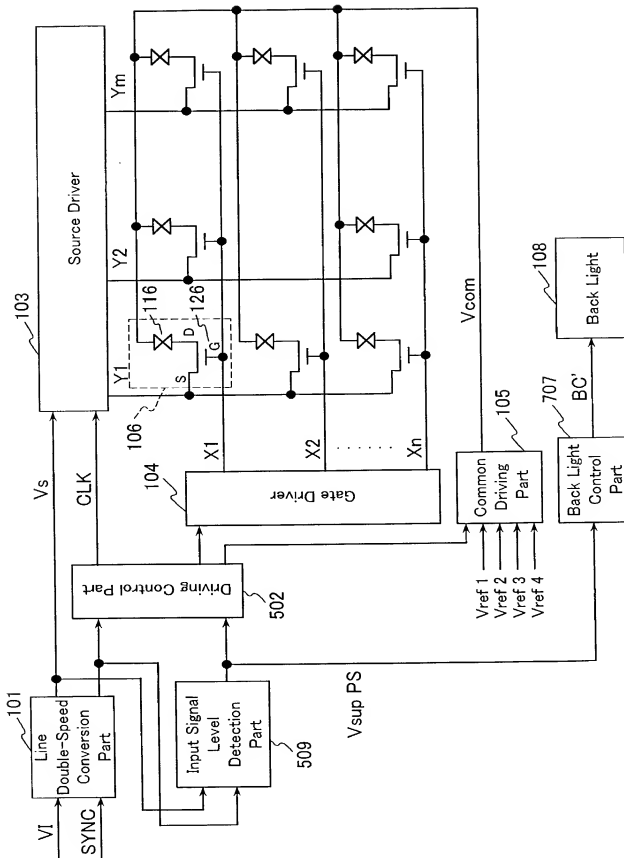 VI
SYNC
101
Line
Double-Speed
Conversion
Part
Vs
CLK
103
Source Driver
Y1
Y2
Ym
116
126
D
G
S
106
Driving Control Part
502
104
Gate Driver
X1
X2
.......
Xn
Input Signal
Level
Detection
Part
509
Vsup PS
Vref 1
Vref 2
Vref 3
Vref 4
Common
Driving
Part
105
Vcom
707
Back Light
Control
Part
BC'
108
Back Light